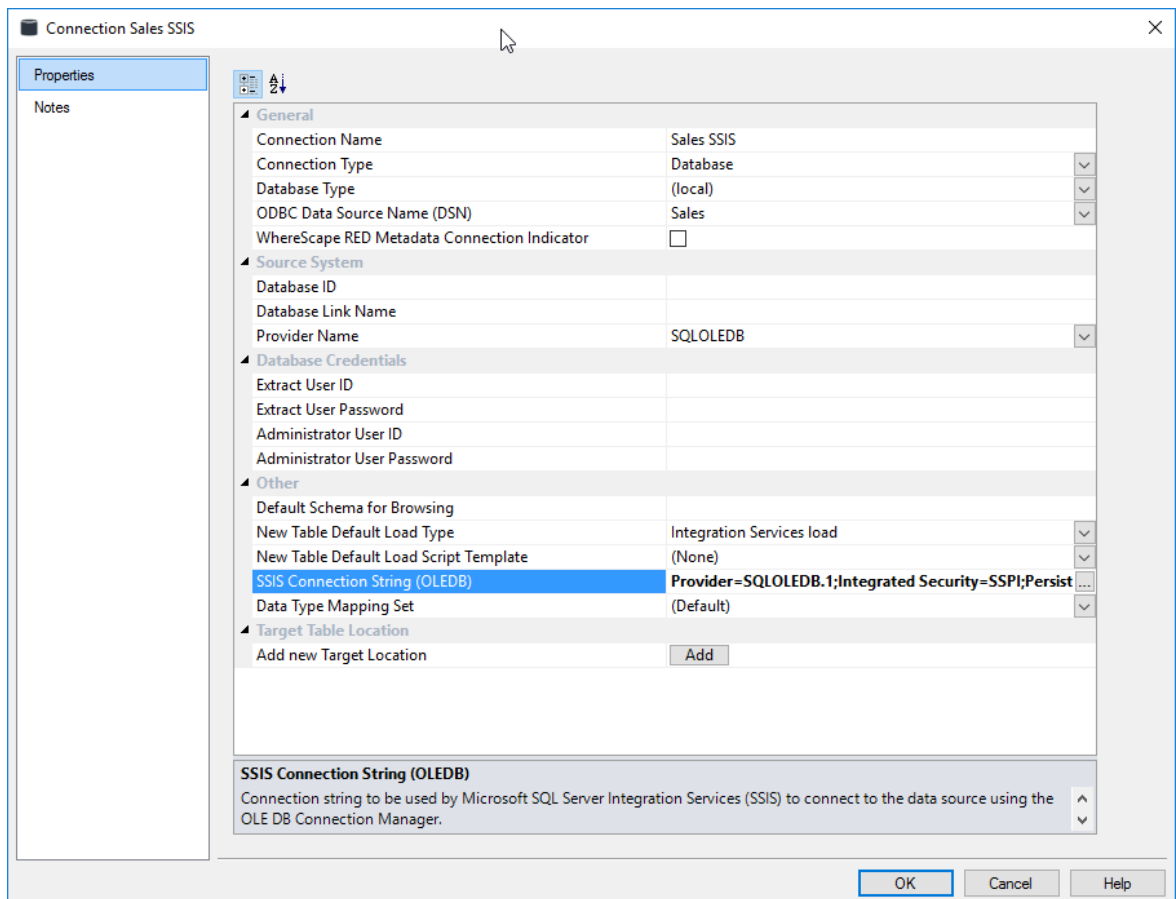 Connection Sales SSIS
Properties
Notes
General
Connection Name Sales SSIS
Connection Type Database
Database Type (local)
ODBC Data Source Name (DSN) Sales
WhereScape RED Metadata Connection Indicator
Source System
Database ID
Database Link Name
Provider Name SQLOLEDB
Database Credentials
Extract User ID
Extract User Password
Administrator User ID
Administrator User Password
Other
Default Schema for Browsing
New Table Default Load Type Integration Services load
New Table Default Load Script Template (None)
SSIS Connection String (OLEDB) Provider=SQLOLEDB.1;Integrated Security=SSPI;Persist ...
Data Type Mapping Set (Default)
Target Table Location
Add new Target Location Add
SSIS Connection String (OLEDB)
Connection string to be used by Microsoft SQL Server Integration Services (SSIS) to connect to the data source using the
OLE DB Connection Manager.
OK Cancel Help